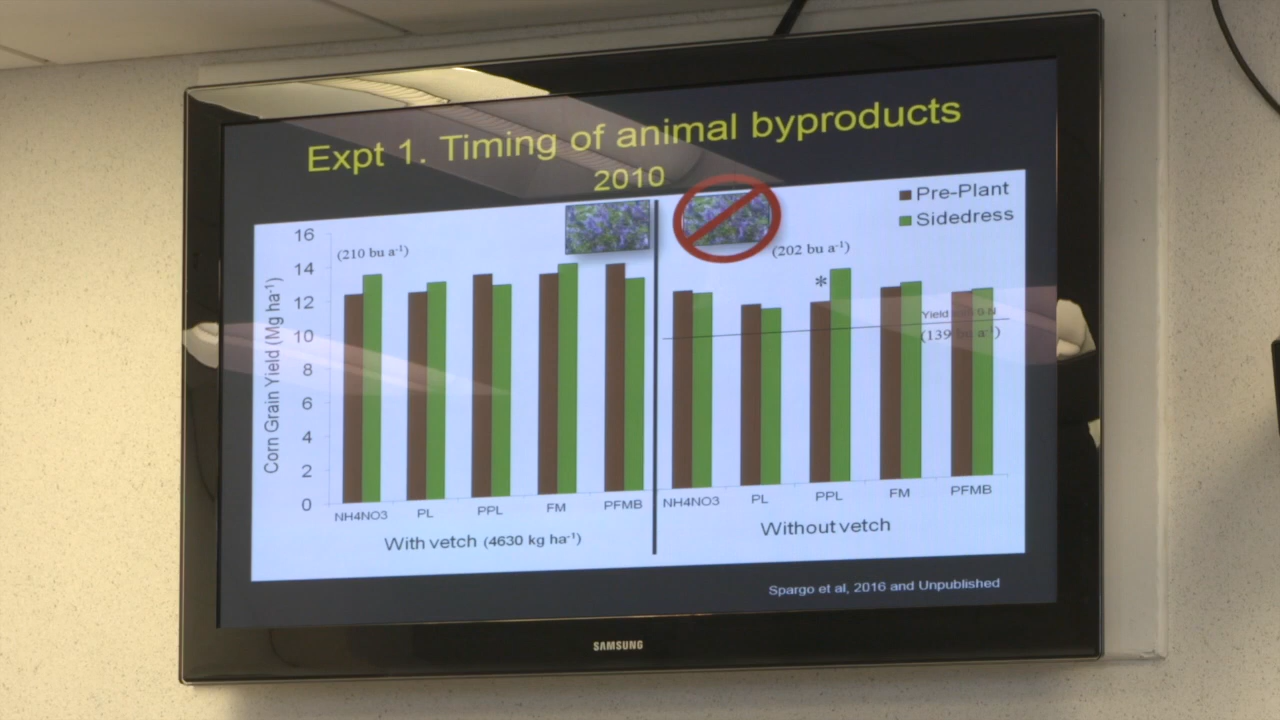 Expt 1. Timing of animal byproducts
2010
Pre-Plant
Sidedress
Corn Grain Yield (Mg ha-1)
16
14
12
10
8
6
4
2
0
(210 bu a-1)
(202 bu a-1)
*
Yield 0-N
(139 bu a-1)
NH4NO3 PL PPL FM PFMB NH4NO3 PL PPL FM PFMB
With vetch (4630 kg ha-1)
Without vetch
Spargo et al, 2016 and Unpublished
SAMSUNG